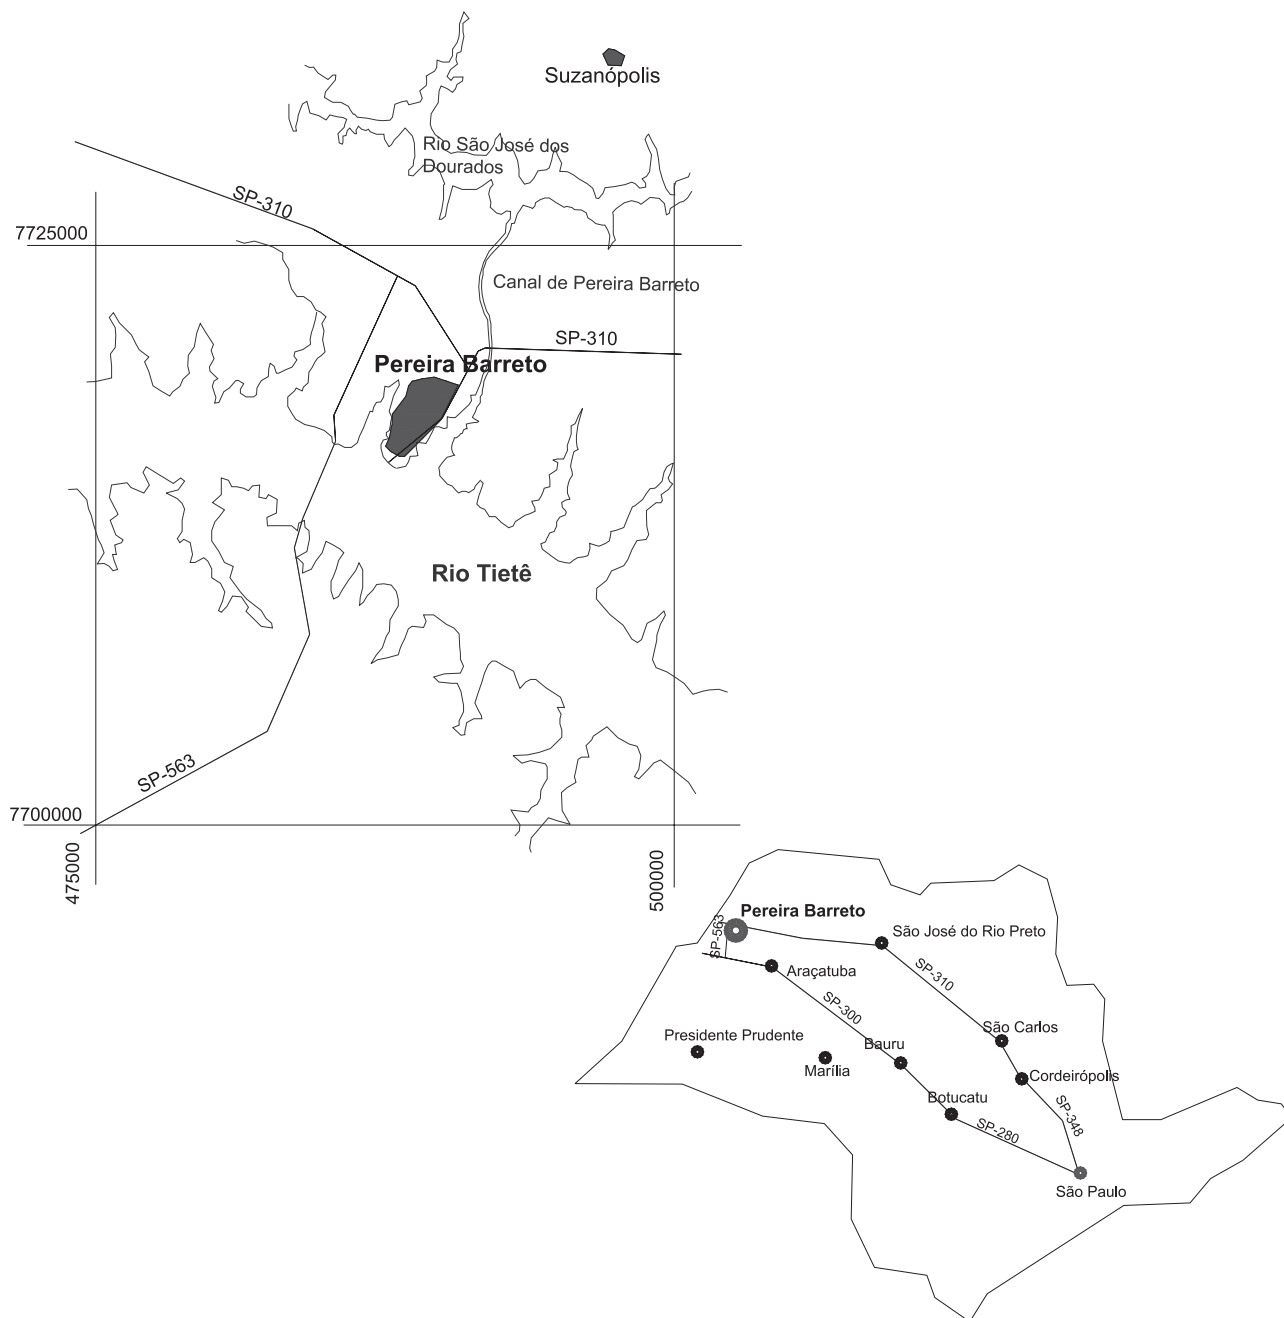 Suzanópolis
Rio São José dos
Dourados
SP-310
7725000
Canal de Pereira Barreto
SP-310
Pereira Barreto
Rio Tietê
SP-563
7700000
475000
500000
Pereira Barreto
SP-563
São José do Rio Preto
Araçatuba
SP-310
SP-300
São Carlos
Presidente Prudente
Bauru
Marília
Cordeirópolis
Botucatu
SP-348
SP-280
São Paulo